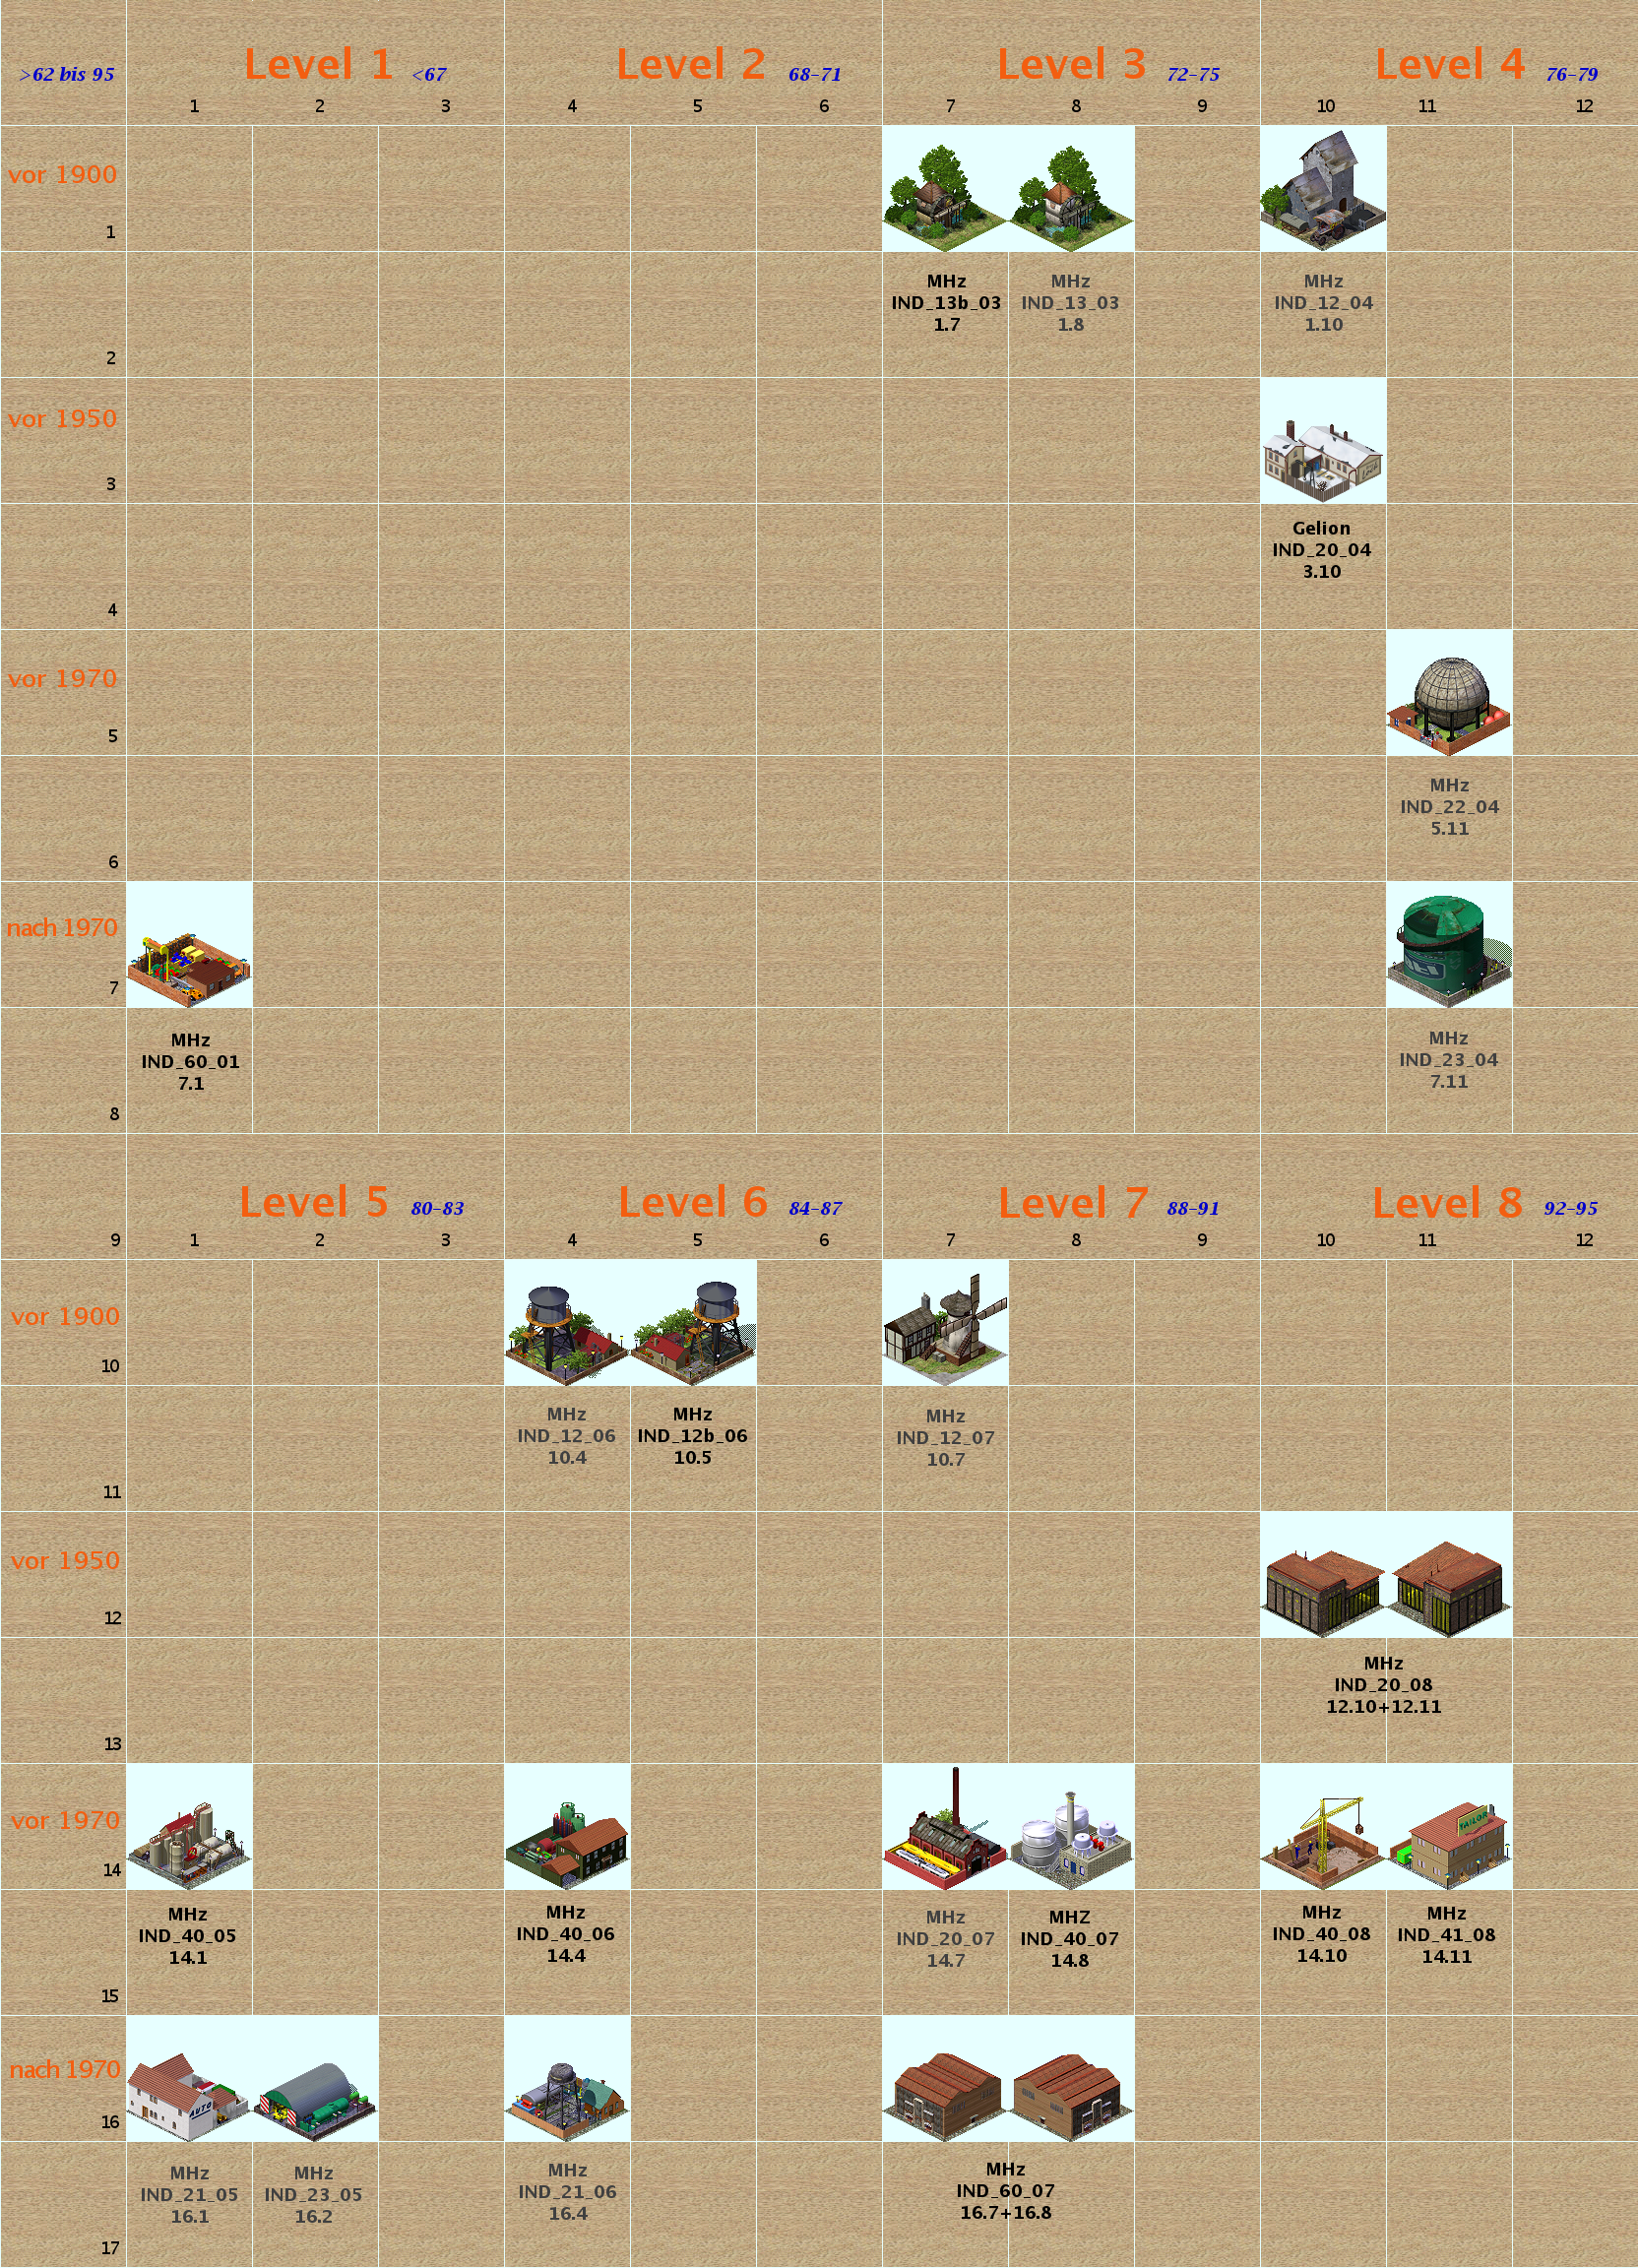 >62 bis 95 Level 1 <67 Level 2 68-71 Level 3 72-75 Level 4 76-79
1 2 3 4 5 6 7 8 9 10 11 12
vor 1900
1
MHz MHz MHz
IND_13b_03 IND_13_03 IND_12_04
1.7 1.8 1.10
2
vor 1950
3
Gelion
IND_20_04
3.10
4
vor 1970
5
MHz
IND_22_04
5.11
6
nach 1970
7
MHz MHz
IND_60_01 IND_23_04
7.1 7.11
8
Level 5 80-83 Level 6 84-87 Level 7 88-91 Level 8 92-95
9 1 2 3 4 5 6 7 8 9 10 11 12
vor 1900
10
MHz MHz MHz
IND_12_06 IND_12b_06 IND_12_07
10.4 10.5 10.7
11
vor 1950
12
MHz
IND_20_08
12.10+12.11
13
vor 1970
TAILOR
14
MHz MHz MHz MHZ MHz MHz
IND_40_05 IND_40_06 IND_20_07 IND_40_07 IND_40_08 IND_41_08
14.1 14.4 14.7 14.8 14.10 14.11
15
nach 1970
AUTO
16
MHz MHz MHz MHz
IND_21_05 IND_23_05 IND_21_06 IND_60_07
16.1 16.2 16.4 16.7+16.8
17